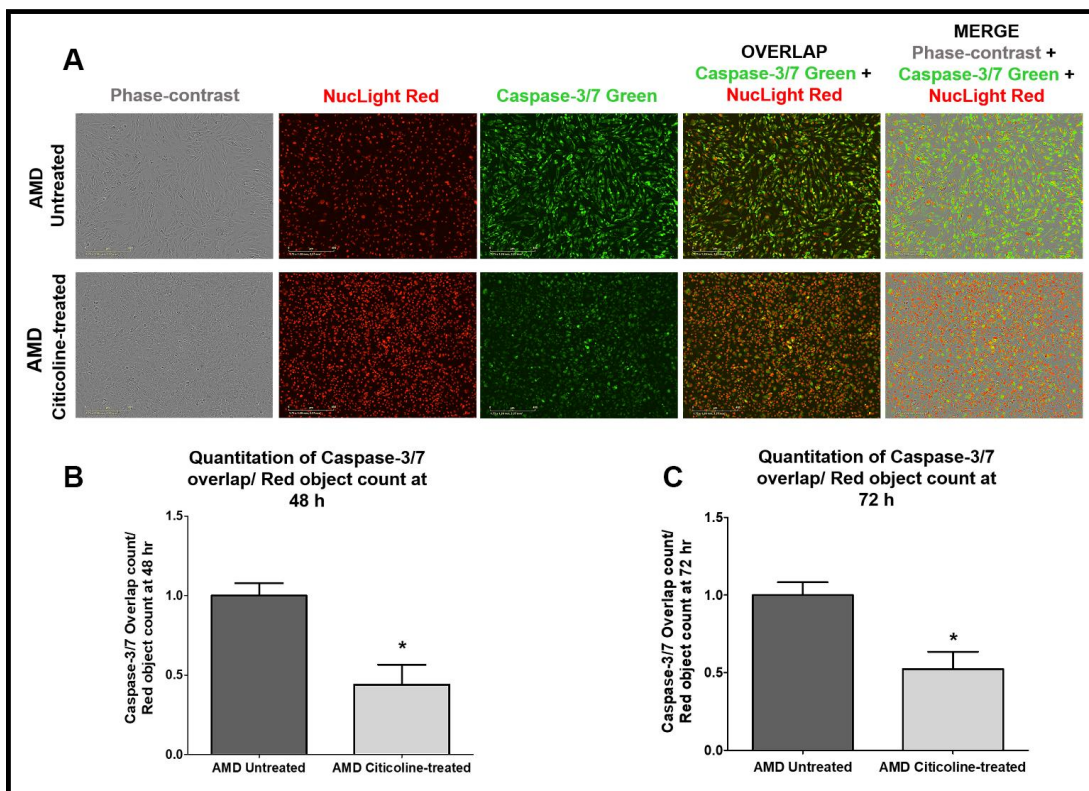 A
Phase-contrast
NucLight Red
Caspase-3/7 Green
OVERLAP
Caspase-3/7 Green +
NucLight Red
MERGE
Phase-contrast +
Caspase-3/7 Green +
NucLight Red
AMD
Untreated
AMD
Citicoline-treated
B
Quantitation of Caspase-3/7
overlap/ Red object count at
48 h
Caspase-3/7 Overlap count/
Red object count at 48 hr
1.5
1.0
0.5
0.0
*
AMD Untreated
AMD Citicoline-treated
C
Quantitation of Caspase-3/7
overlap/ Red object count at
72 h
Caspase-3/7 Overlap count/
Red object count at 72 hr
1.5
1.0
0.5
0.0
*
AMD Untreated
AMD Citicoline-treated